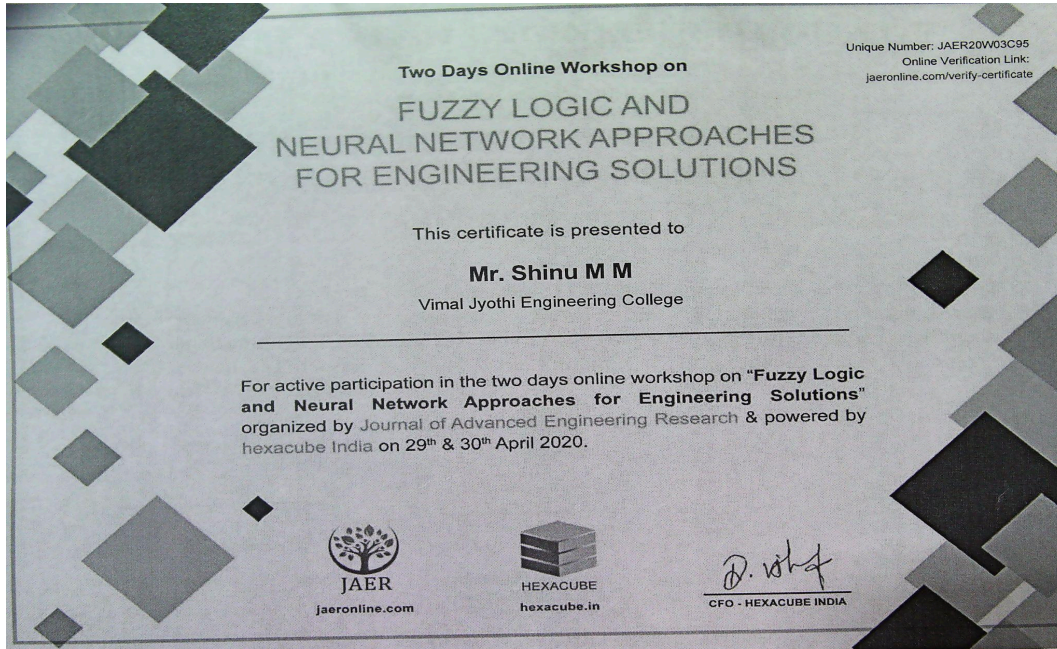 Unique Number: JAER20W03C95
Online Verification Link:
jaeronline.com/verify-certificate
Two Days Online Workshop on
FUZZY LOGIC AND
NEURAL NETWORK APPROACHES
FOR ENGINEERING SOLUTIONS
This certificate is presented to
Mr. Shinu M M
Vimal Jyothi Engineering College
For active participation in the two days online workshop on “Fuzzy Logic
and Neural Network Approaches for Engineering Solutions”
organized by Journal of Advanced Engineering Research & powered by
hexacube India on 29th & 30th April 2020.
JAER
jaeronline.com
HEXACUBE
hexacube.in
CFO - HEXACUBE INDIA